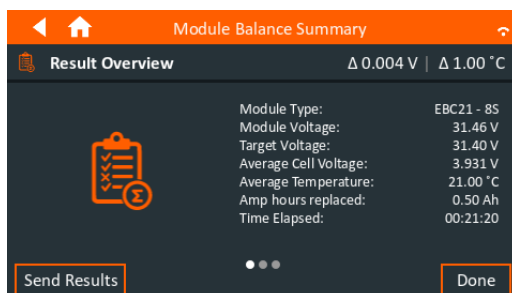 Module Balance Summary
Result Overview Δ 0.004 V | Δ 1.00 °C
Module Type: EBC21 - 8S
Module Voltage: 31.46 V
Target Voltage: 31.40 V
Average Cell Voltage: 3.931 V
Average Temperature: 21.00 °C
Amp hours replaced: 0.50 Ah
Time Elapsed: 00:21:20
Send Results Done